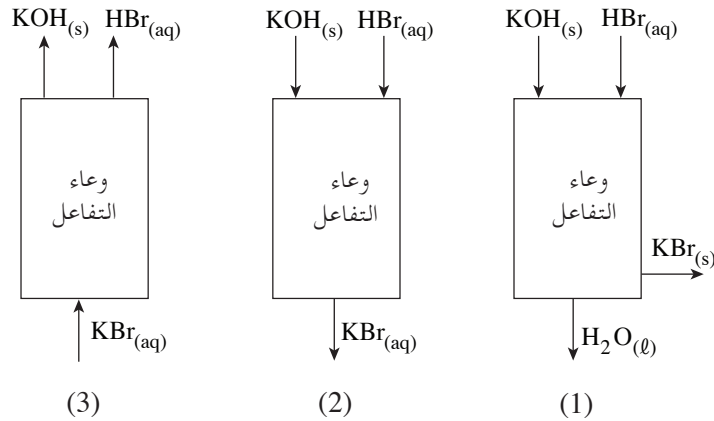 KOH(s) HBr(aq)
وعاء
التفاعل
KBr(s)
H₂O(ℓ)
(1)
KOH(s) HBr(aq)
وعاء
التفاعل
KBr(aq)
(2)
KOH(s) HBr(aq)
وعاء
التفاعل
KBr(aq)
(3)